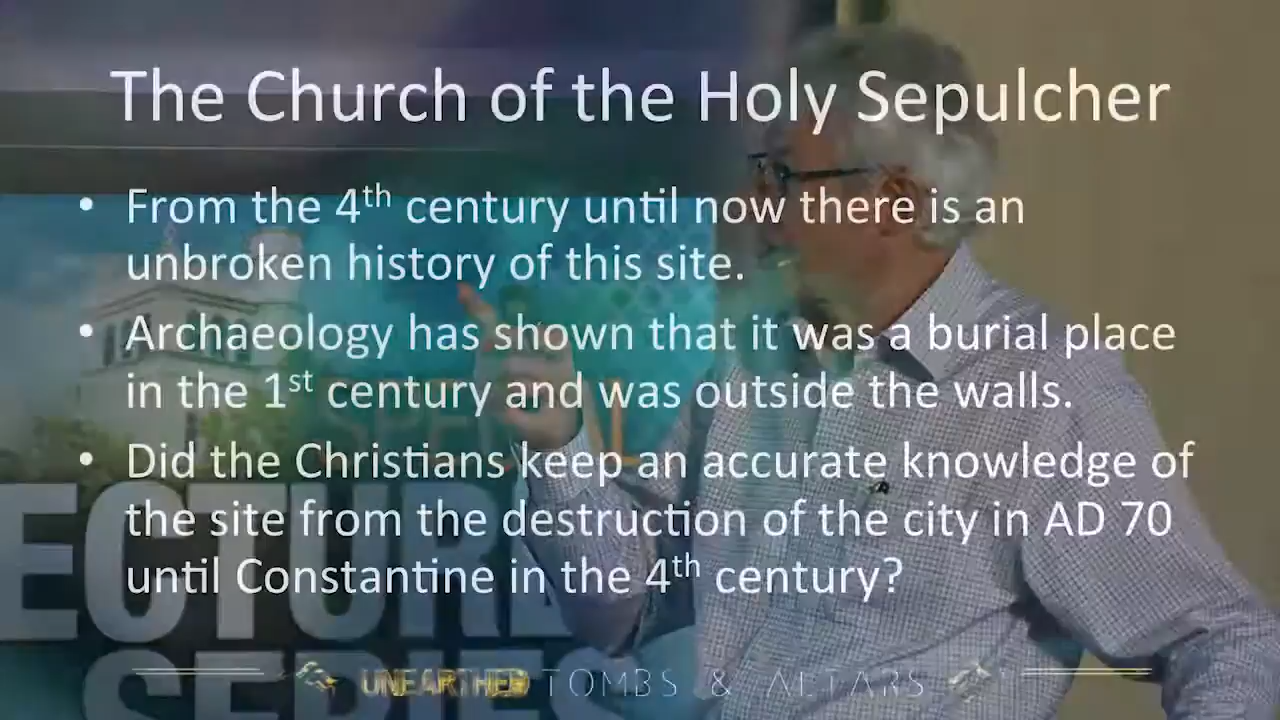 The Church of the Holy Sepulcher
• From the 4th century until now there is an
unbroken history of this site.
• Archaeology has shown that it was a burial place
in the 1st century and was outside the walls.
• Did the Christians keep an accurate knowledge of
the site from the destruction of the city in AD 70
until Constantine in the 4th century?
ECTURE
SERIES
UNEARTHED TOMBS & ALTARS